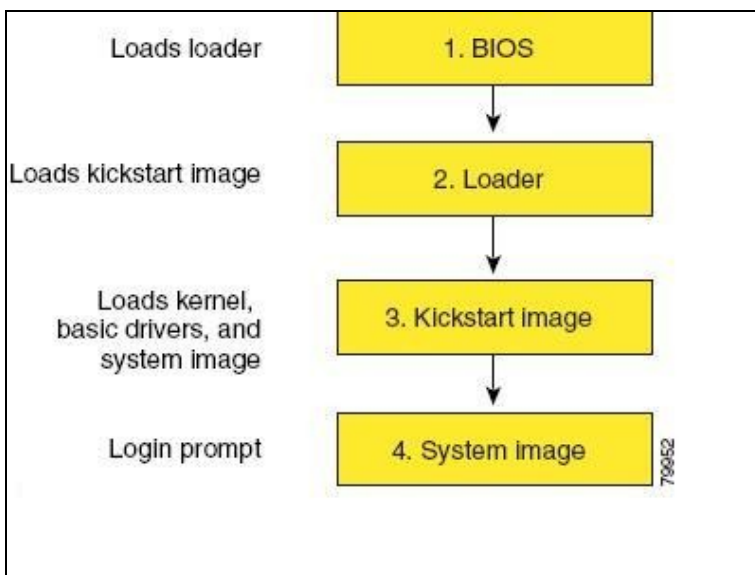 Loads loader
1. BIOS
Loads kickstart image
2. Loader
Loads kernel,
basic drivers, and
system image
3. Kickstart image
Login prompt
4. System image
79952